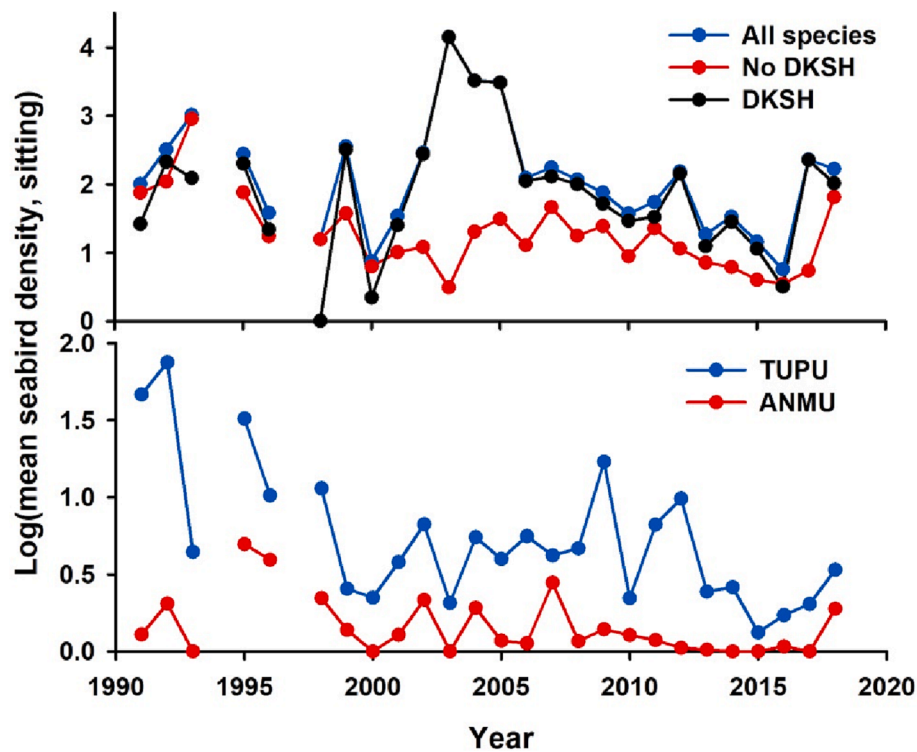 Log(mean seabird density, sitting)
4
3
2
1
0
All species
No DKSH
DKSH
2.0
1.5
1.0
0.5
0.0
TUPU
ANMU
1990 1995 2000 2005 2010 2015 2020
Year